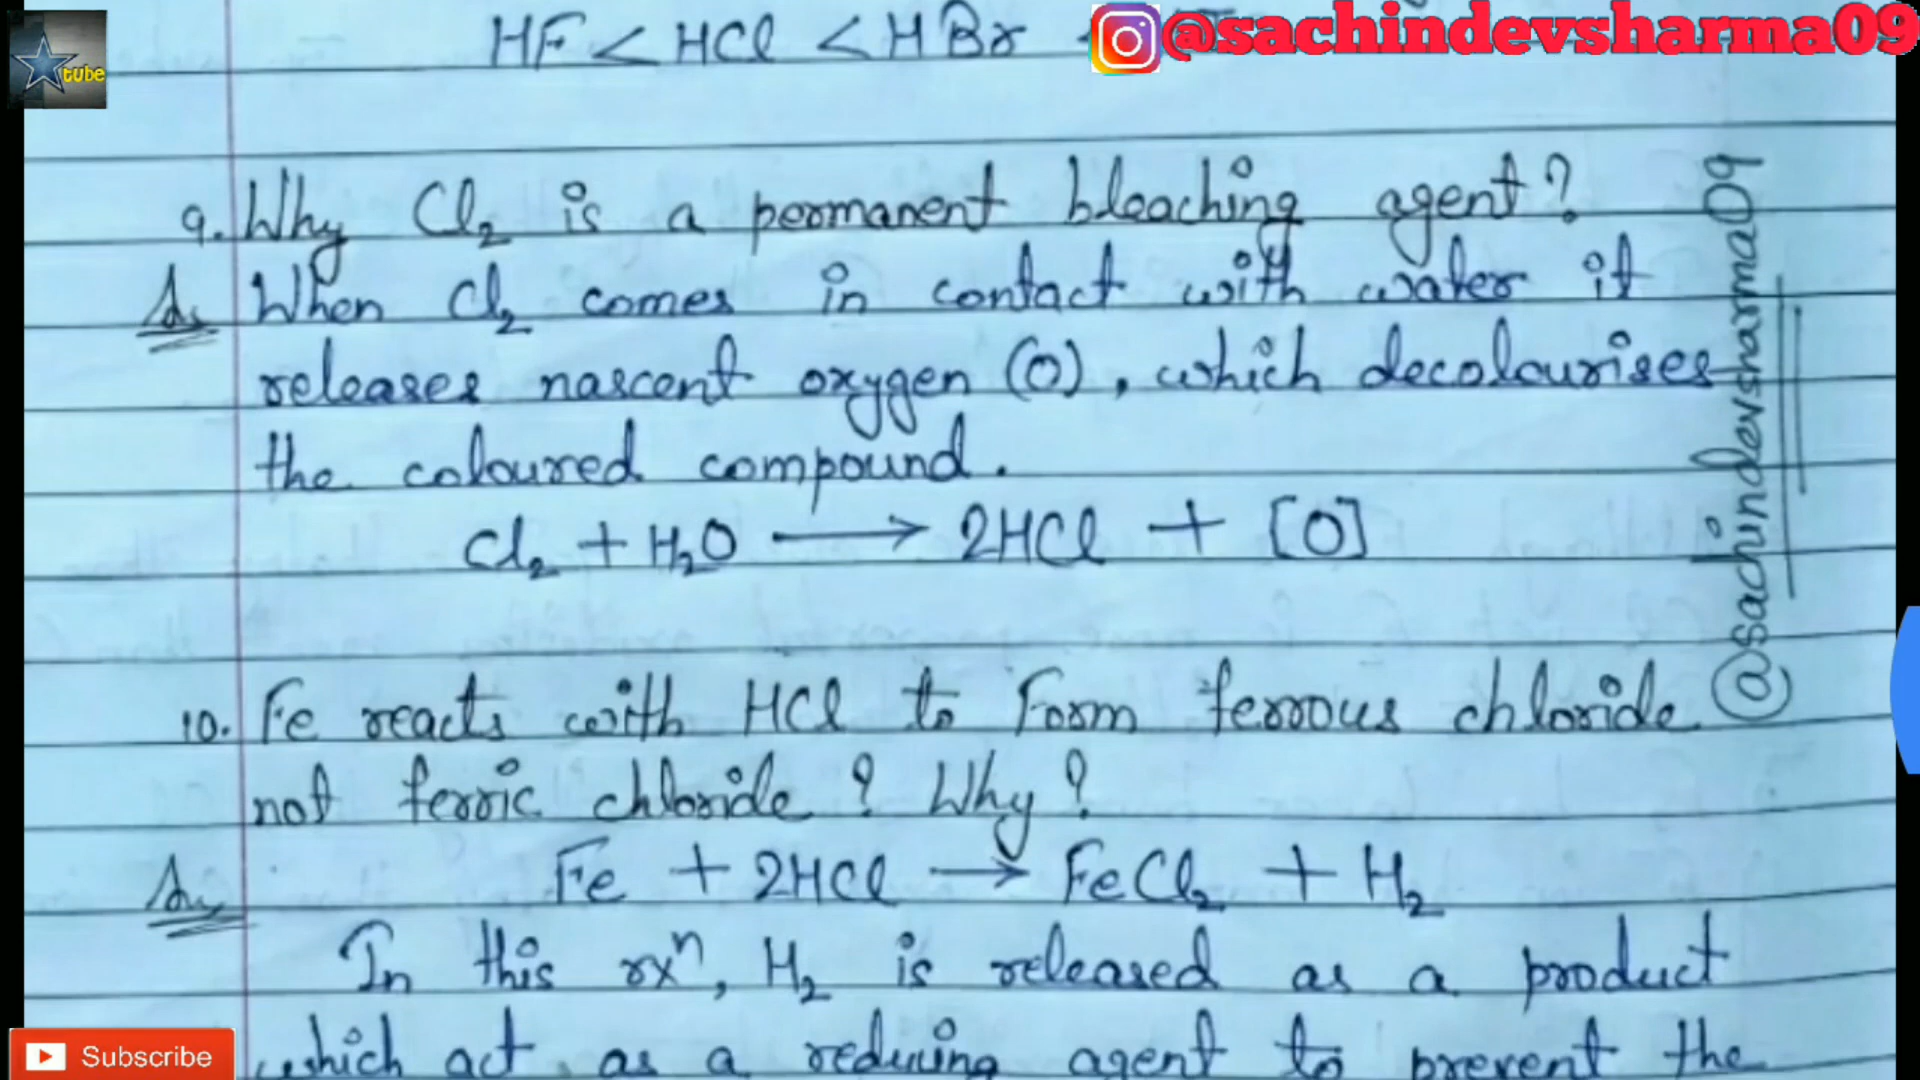 HF < HCl < HBr <
@sachindevsharma09
tube
9. Why Cl₂ is a permanent bleaching agent?
Ans When Cl₂ comes in contact with water it
releases nascent oxygen (O), which decolourises
the coloured compound.
Cl₂ + H₂O ⟶ 2HCl + [O]
@sachindevsharma09
10. Fe reacts with HCl to Form ferrous chloride
not ferric chloride ? Why ?
Ans Fe + 2HCl → FeCl₂ + H₂
In this rxⁿ, H₂ is released as a product
which act as a reducing agent to prevent the
Subscribe